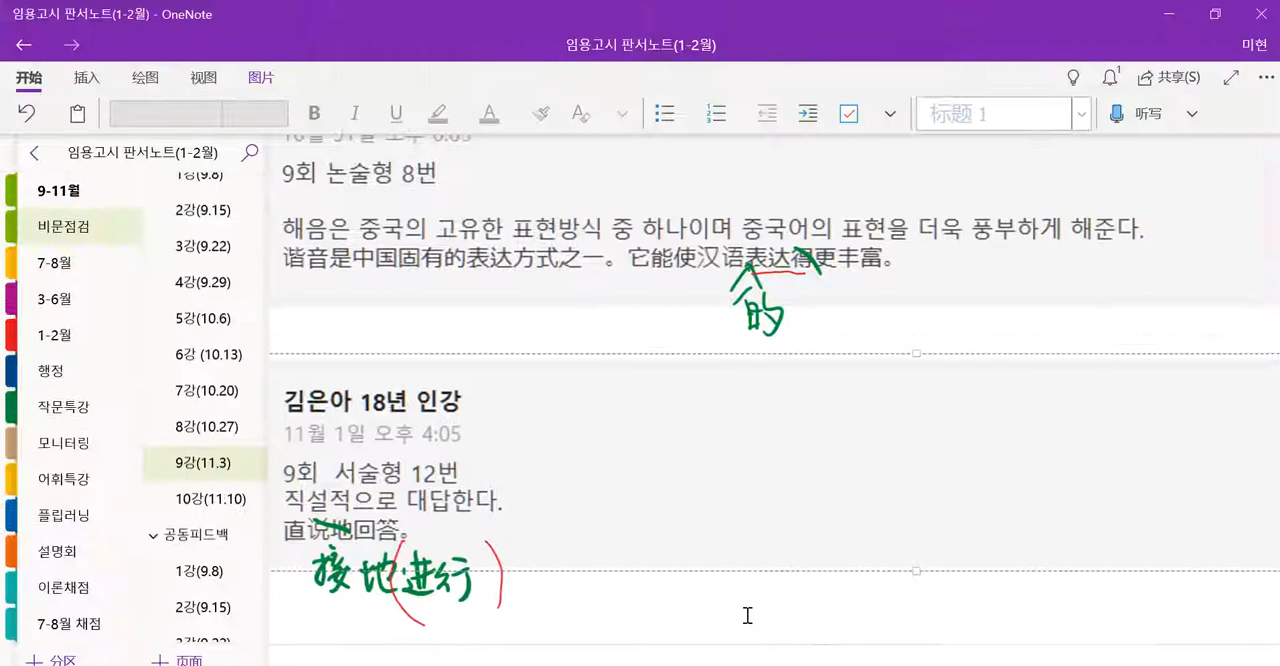 임용고시 판서노트(1-2월) - OneNote
임용고시 판서노트(1-2월)
미현
开始 插入 绘图 视图 图片
1 共享(S)
B I U A A 标题 1 听写
임용고시 판서노트(1-2월)
9-11월
비문점검
7-8월
3-6월
1-2월
행정
작문특강
모니터링
어휘특강
플립러닝
설명회
이론채점
7-8월 채점
分区
1강(9.8)
2강(9.15)
3강(9.22)
4강(9.29)
5강(10.6)
6강 (10.13)
7강(10.20)
8강(10.27)
9강(11.3)
10강(11.10)
공동피드백
1강(9.8)
2강(9.15)
页面
9회 논술형 8번
해음은 중국의 고유한 표현방식 중 하나이며 중국어의 표현을 더욱 풍부하게 해준다.
谐音是中国固有的表达方式之一。它能使汉语表达得更丰富。
的
김은아 18년 인강
11월 1일 오후 4:05
9회 서술형 12번
직설적으로 대답한다.
直说地回答。
接地(进行)